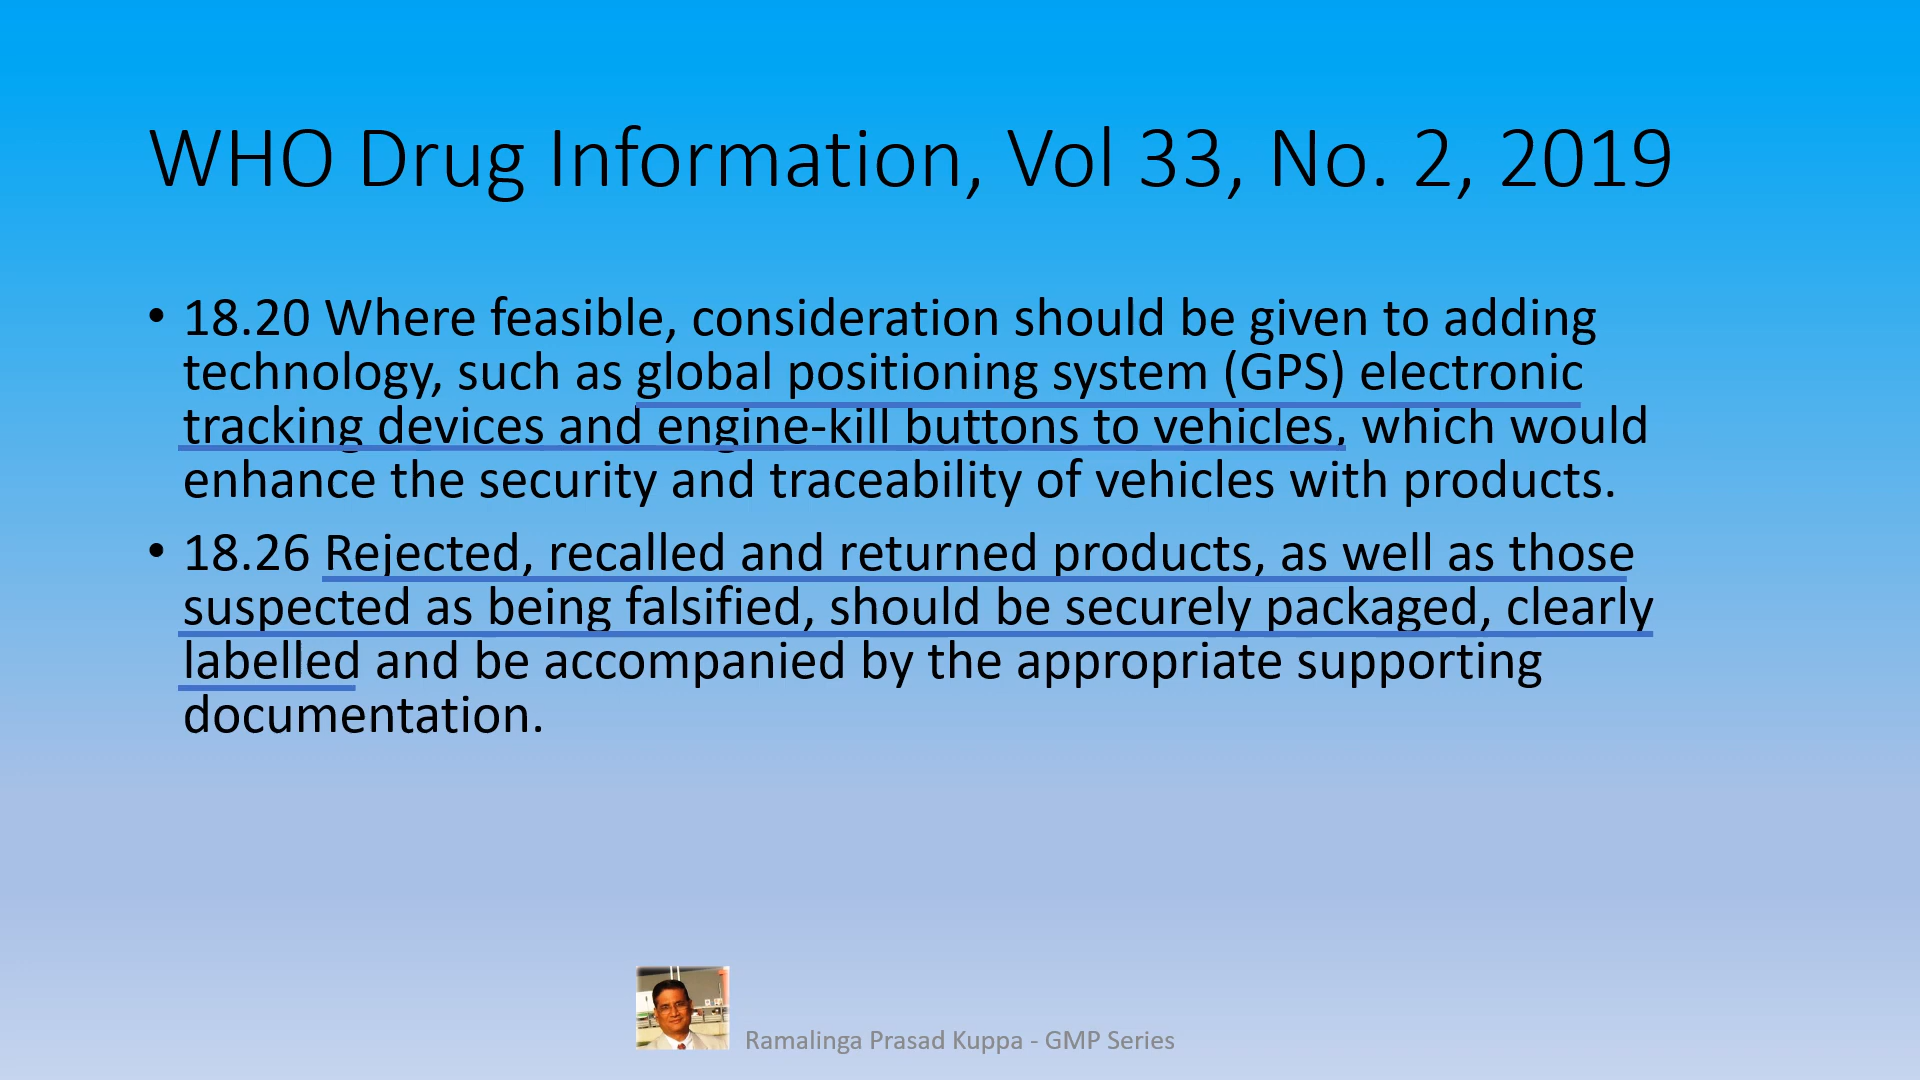 WHO Drug Information, Vol 33, No. 2, 2019
• 18.20 Where feasible, consideration should be given to adding
technology, such as global positioning system (GPS) electronic
tracking devices and engine-kill buttons to vehicles, which would
enhance the security and traceability of vehicles with products.
• 18.26 Rejected, recalled and returned products, as well as those
suspected as being falsified, should be securely packaged, clearly
labelled and be accompanied by the appropriate supporting
documentation.
Ramalinga Prasad Kuppa - GMP Series